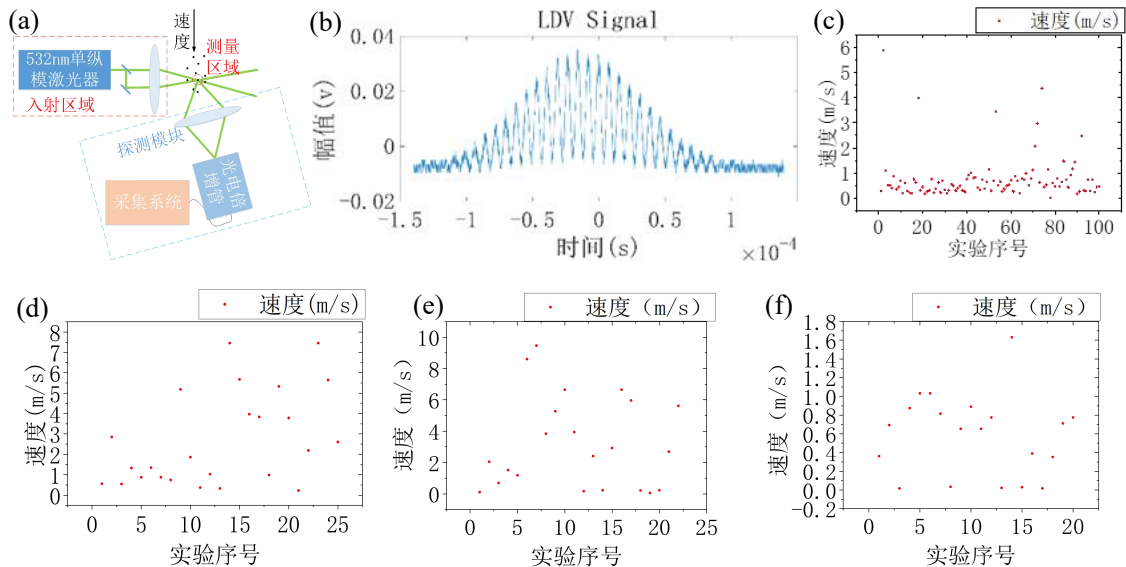 (a)
速
度
测量
区域
532nm单纵
模激光器
入射区域
探测模块
光电倍
增管
采集系统
(b)
LDV Signal
幅值(v)
0.04
0.02
0
-0.02
-1
-0.5
0
0.5
1
×10⁻⁴
时间(s)
(c)
速度(m/s)
速度(m/s)
6
5
4
3
2
1
0
0 20 40 60 80 100
实验序号
(d)
速度(m/s)
速度(m/s)
8
7
6
5
4
3
2
1
0
0 5 10 15 20 25
实验序号
(e)
速度（m/s）
速度（m/s）
10
8
6
4
2
0
0 5 10 15 20
实验序号
(f)
速度（m/s）
速度（m/s）
1.8
1.6
1.4
1.2
1.0
0.8
0.6
0.4
0.2
0.0
-0.2
0 5 10 15 20
实验序号